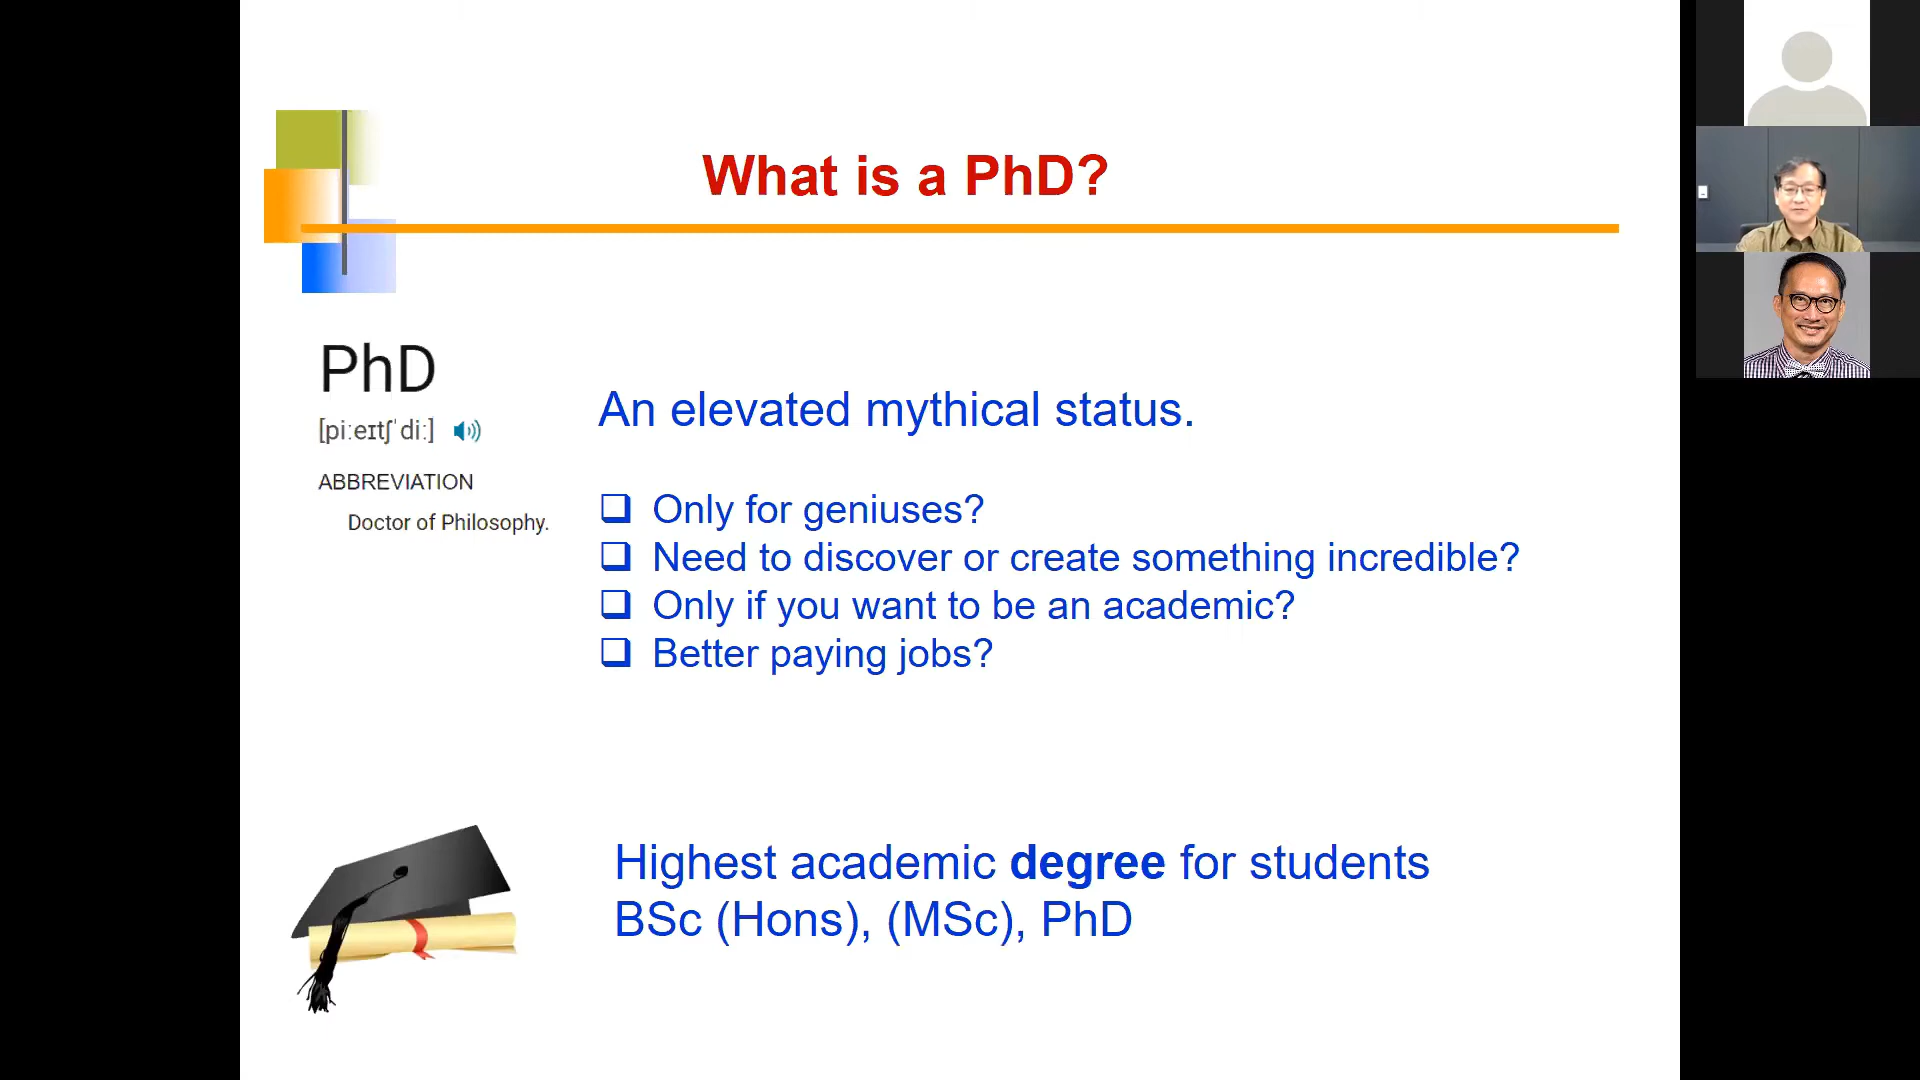 What is a PhD?
PhD
[piːeɪtʃˈdiː]
ABBREVIATION
Doctor of Philosophy.
An elevated mythical status.
Only for geniuses?
Need to discover or create something incredible?
Only if you want to be an academic?
Better paying jobs?
Highest academic degree for students
BSc (Hons), (MSc), PhD